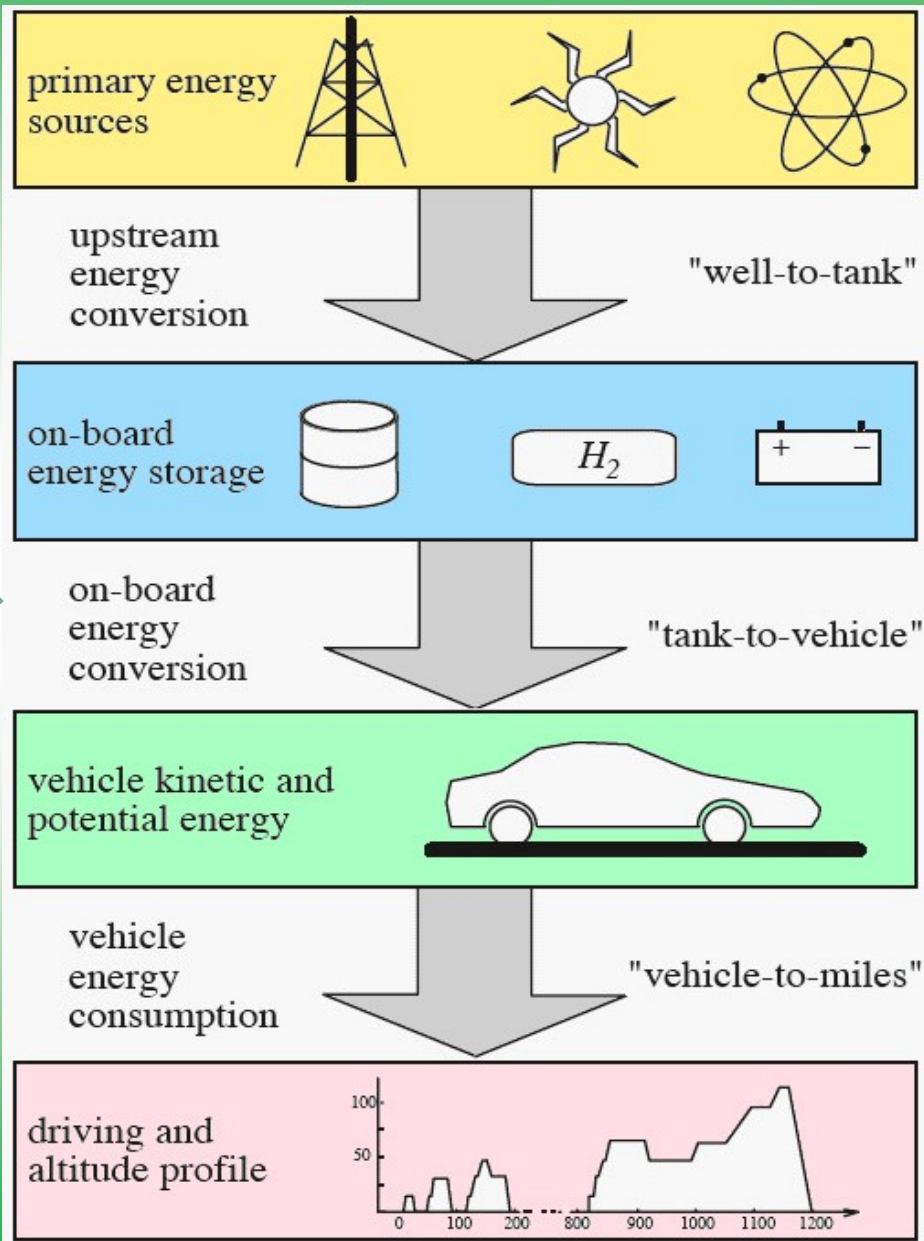 primary energy
sources
upstream
energy
conversion
"well-to-tank"
on-board
energy storage
H₂
+ −
on-board
energy
conversion
"tank-to-vehicle"
vehicle kinetic and
potential energy
vehicle
energy
consumption
"vehicle-to-miles"
driving and
altitude profile
100
50
0 100 200 800 900 1000 1100 1200